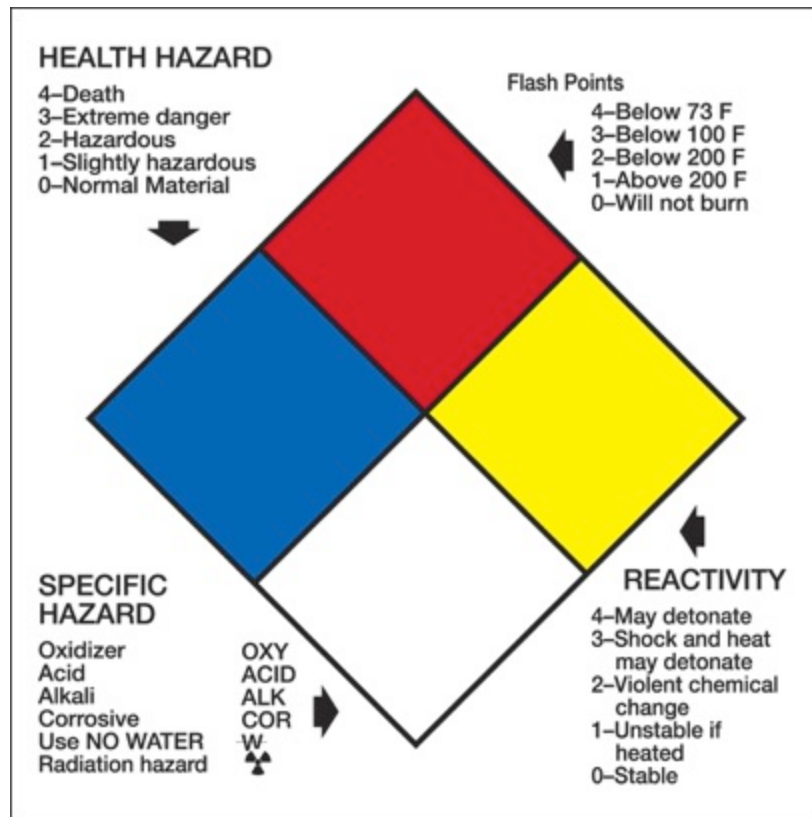 HEALTH HAZARD
4–Death
3–Extreme danger
2–Hazardous
1–Slightly hazardous
0–Normal Material
Flash Points
4–Below 73 F
3–Below 100 F
2–Below 200 F
1–Above 200 F
0–Will not burn
SPECIFIC
HAZARD
Oxidizer OXY
Acid ACID
Alkali ALK
Corrosive COR
Use NO WATER W
Radiation hazard
REACTIVITY
4–May detonate
3–Shock and heat
may detonate
2–Violent chemical
change
1–Unstable if
heated
0–Stable